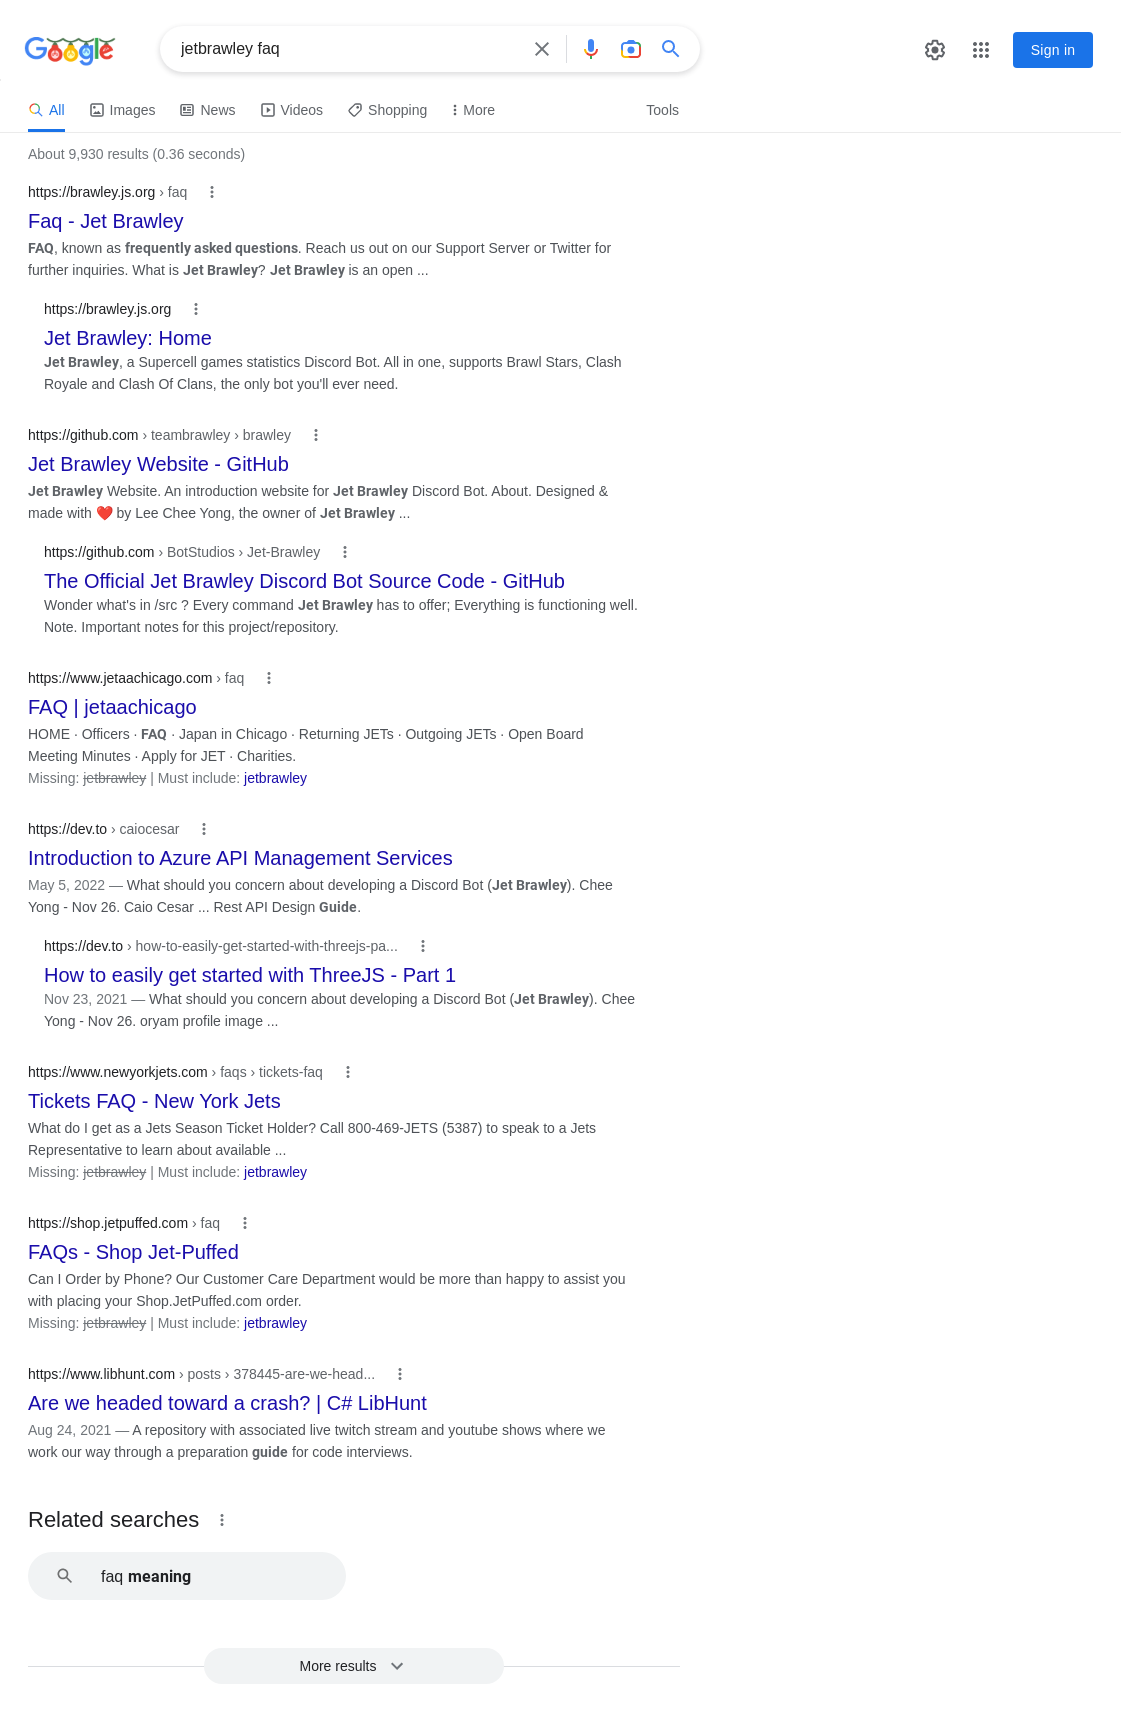 Google
jetbrawley faq
Sign in
All
Images
News
Videos
Shopping
More
Tools
About 9,930 results (0.36 seconds)
https://brawley.js.org › faq
Faq - Jet Brawley
FAQ, known as frequently asked questions. Reach us out on our Support Server or Twitter for
further inquiries. What is Jet Brawley? Jet Brawley is an open ...
https://brawley.js.org
Jet Brawley: Home
Jet Brawley, a Supercell games statistics Discord Bot. All in one, supports Brawl Stars, Clash
Royale and Clash Of Clans, the only bot you'll ever need.
https://github.com › teambrawley › brawley
Jet Brawley Website - GitHub
Jet Brawley Website. An introduction website for Jet Brawley Discord Bot. About. Designed &
made with ❤️ by Lee Chee Yong, the owner of Jet Brawley ...
https://github.com › BotStudios › Jet-Brawley
The Official Jet Brawley Discord Bot Source Code - GitHub
Wonder what's in /src ? Every command Jet Brawley has to offer; Everything is functioning well.
Note. Important notes for this project/repository.
https://www.jetaachicago.com › faq
FAQ | jetaachicago
HOME · Officers · FAQ · Japan in Chicago · Returning JETs · Outgoing JETs · Open Board
Meeting Minutes · Apply for JET · Charities.
Missing: jetbrawley | Must include: jetbrawley
https://dev.to › caiocesar
Introduction to Azure API Management Services
May 5, 2022 — What should you concern about developing a Discord Bot (Jet Brawley). Chee
Yong - Nov 26. Caio Cesar ... Rest API Design Guide.
https://dev.to › how-to-easily-get-started-with-threejs-pa...
How to easily get started with ThreeJS - Part 1
Nov 23, 2021 — What should you concern about developing a Discord Bot (Jet Brawley). Chee
Yong - Nov 26. oryam profile image ...
https://www.newyorkjets.com › faqs › tickets-faq
Tickets FAQ - New York Jets
What do I get as a Jets Season Ticket Holder? Call 800-469-JETS (5387) to speak to a Jets
Representative to learn about available ...
Missing: jetbrawley | Must include: jetbrawley
https://shop.jetpuffed.com › faq
FAQs - Shop Jet-Puffed
Can I Order by Phone? Our Customer Care Department would be more than happy to assist you
with placing your Shop.JetPuffed.com order.
Missing: jetbrawley | Must include: jetbrawley
https://www.libhunt.com › posts › 378445-are-we-head...
Are we headed toward a crash? | C# LibHunt
Aug 24, 2021 — A repository with associated live twitch stream and youtube shows where we
work our way through a preparation guide for code interviews.
Related searches
faq meaning
More results